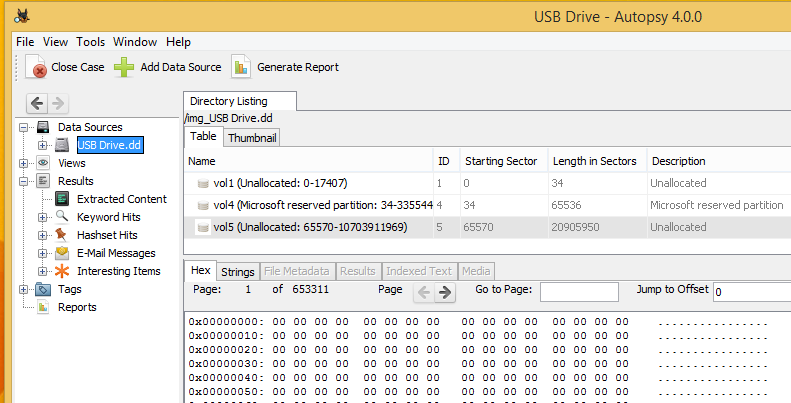 USB Drive - Autopsy 4.0.0
File View Tools Window Help
Close Case Add Data Source Generate Report
Directory Listing
/img_USB Drive.dd
Table Thumbnail
Name ID Starting Sector Length in Sectors Description
vol1 (Unallocated: 0-17407) 1 0 34 Unallocated
vol4 (Microsoft reserved partition: 34-335544 4 34 65536 Microsoft reserved partition
vol5 (Unallocated: 65570-10703911969) 5 65570 20905950 Unallocated
Data Sources
USB Drive.dd
Views
Results
Extracted Content
Keyword Hits
Hashset Hits
E-Mail Messages
Interesting Items
Tags
Reports
Hex Strings File Metadata Results Indexed Text Media
Page: 1 of 653311 Page Go to Page: Jump to Offset 0
0x00000000: 00 00 00 00 00 00 00 00 00 00 00 00 00 00 00 00 ................
0x00000010: 00 00 00 00 00 00 00 00 00 00 00 00 00 00 00 00 ................
0x00000020: 00 00 00 00 00 00 00 00 00 00 00 00 00 00 00 00 ................
0x00000030: 00 00 00 00 00 00 00 00 00 00 00 00 00 00 00 00 ................
0x00000040: 00 00 00 00 00 00 00 00 00 00 00 00 00 00 00 00 ................
0x00000050: 00 00 00 00 00 00 00 00 00 00 00 00 00 00 00 00 ................